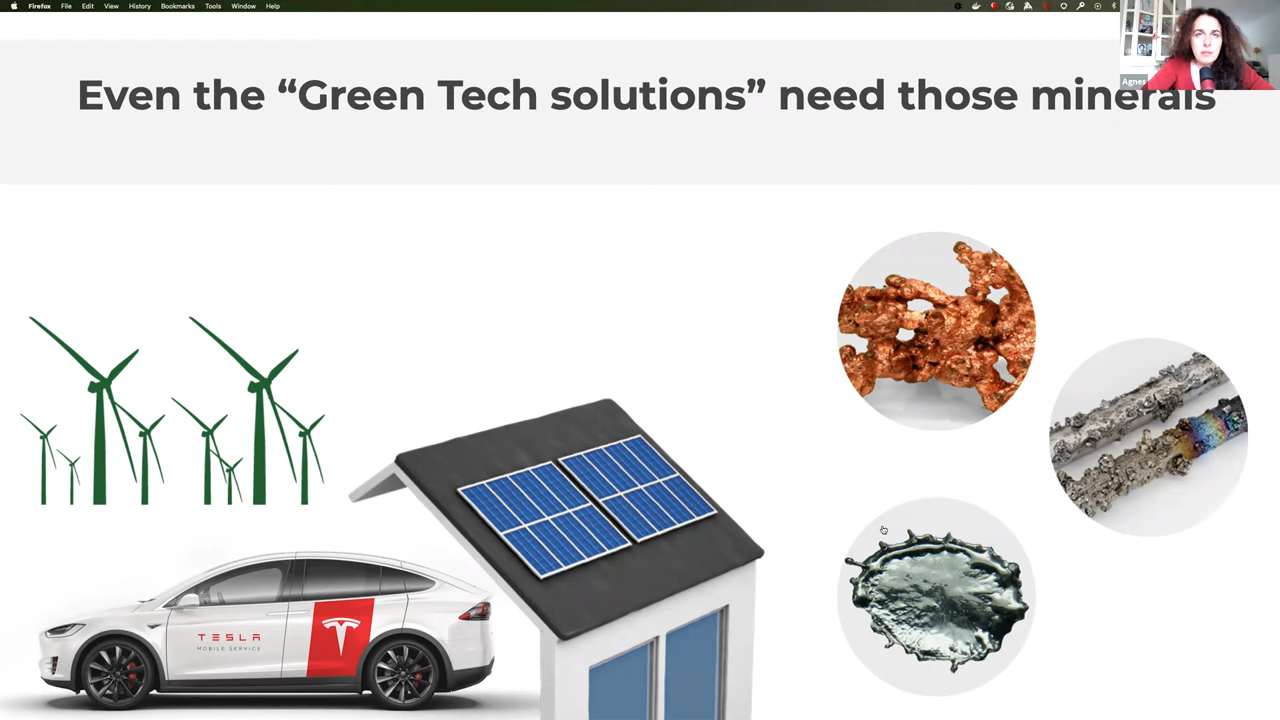 Firefox File Edit View History Bookmarks Tools Window Help
Agnes
Even the “Green Tech solutions” need those minerals
TESLA
MOBILE SERVICE